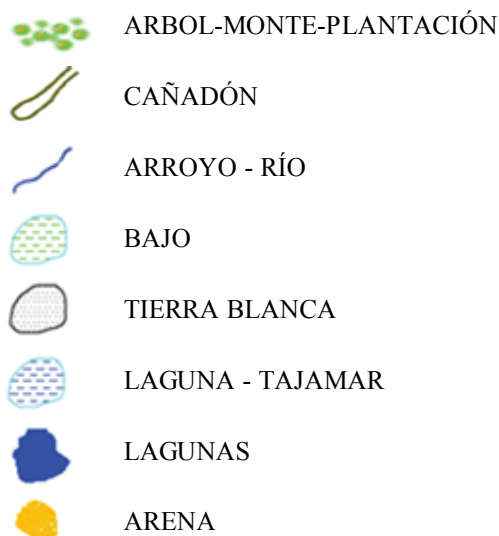 ARBOL-MONTE-PLANTACIÓN
CAÑADÓN
ARROYO - RÍO
BAJO
TIERRA BLANCA
LAGUNA - TAJAMAR
LAGUNAS
ARENA